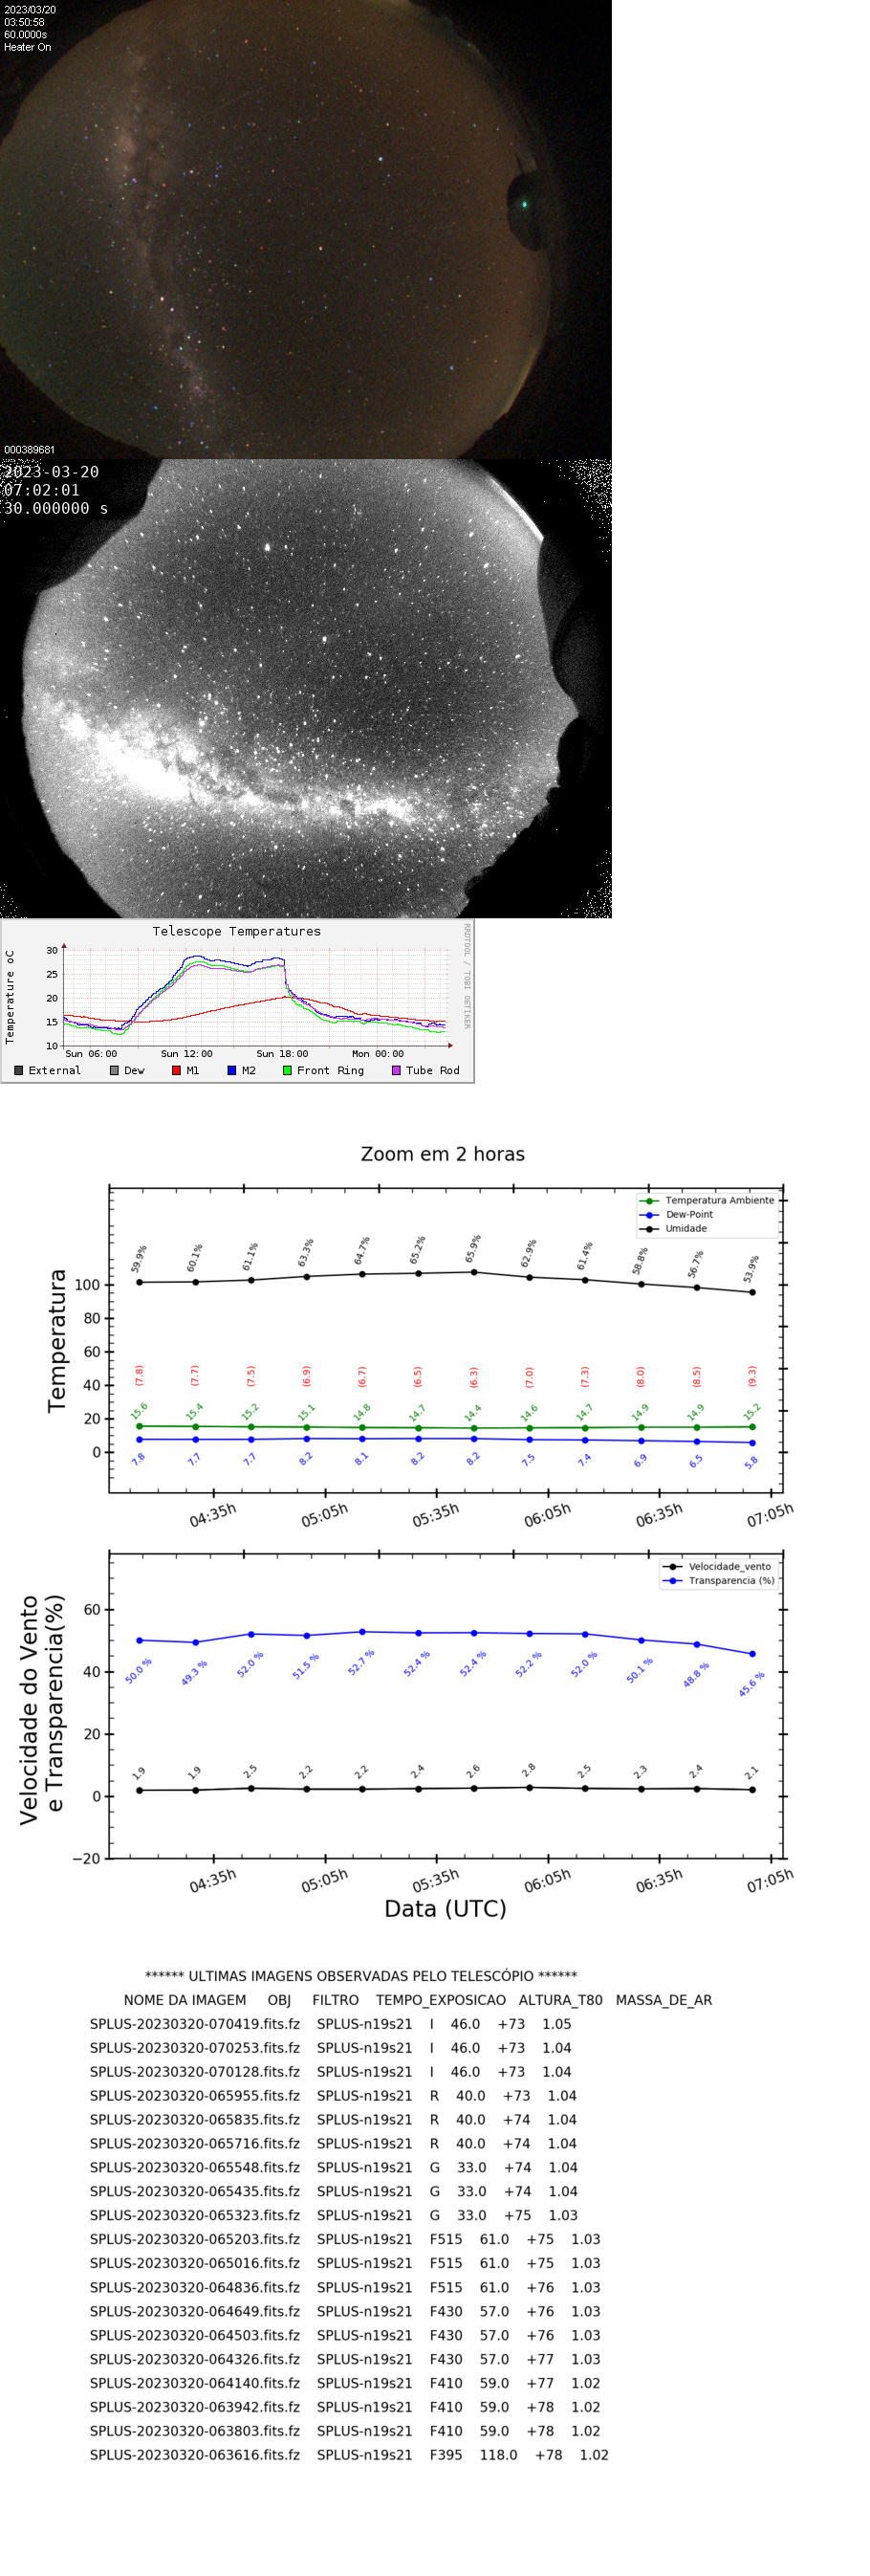 2023/03/20
03:50:58
60.0000s
Heater On
000389681
2023-03-20
07:02:01
30.000000 s
Telescope Temperatures
RRDTOOL / TOBI OETIKER
Temperature oC
30
25
20
15
10
Sun 06:00 Sun 12:00 Sun 18:00 Mon 00:00
External Dew M1 M2 Front Ring Tube Rod
Zoom em 2 horas
Temperatura Ambiente
Dew-Point
Umidade
Temperatura
59.9% 60.1% 61.1% 63.3% 64.7% 65.2% 65.9% 62.9% 61.4% 58.8% 56.7% 53.9%
100
80
60
40
20
0
(7.8) (7.7) (7.5) (6.9) (6.7) (6.5) (6.3) (7.0) (7.3) (8.0) (8.5) (9.3)
15.6 15.4 15.2 15.1 14.8 14.7 14.4 14.6 14.7 14.9 14.9 15.2
7.8 7.7 7.7 8.2 8.1 8.2 8.2 7.5 7.4 6.9 6.5 5.8
04:35h 05:05h 05:35h 06:05h 06:35h 07:05h
Velocidade_vento
Transparencia (%)
Velocidade do Vento
e Transparencia(%)
60
40
20
0
−20
50.0 % 49.3 % 52.0 % 51.5 % 52.7 % 52.4 % 52.4 % 52.2 % 52.0 % 50.1 % 48.8 % 45.6 %
1.9 1.9 2.5 2.2 2.2 2.4 2.6 2.8 2.5 2.3 2.4 2.1
04:35h 05:05h 05:35h 06:05h 06:35h 07:05h
Data (UTC)
****** ULTIMAS IMAGENS OBSERVADAS PELO TELESCÓPIO ******
NOME DA IMAGEM OBJ FILTRO TEMPO_EXPOSICAO ALTURA_T80 MASSA_DE_AR
SPLUS-20230320-070419.fits.fz SPLUS-n19s21 I 46.0 +73 1.05
SPLUS-20230320-070253.fits.fz SPLUS-n19s21 I 46.0 +73 1.04
SPLUS-20230320-070128.fits.fz SPLUS-n19s21 I 46.0 +73 1.04
SPLUS-20230320-065955.fits.fz SPLUS-n19s21 R 40.0 +73 1.04
SPLUS-20230320-065835.fits.fz SPLUS-n19s21 R 40.0 +74 1.04
SPLUS-20230320-065716.fits.fz SPLUS-n19s21 R 40.0 +74 1.04
SPLUS-20230320-065548.fits.fz SPLUS-n19s21 G 33.0 +74 1.04
SPLUS-20230320-065435.fits.fz SPLUS-n19s21 G 33.0 +74 1.04
SPLUS-20230320-065323.fits.fz SPLUS-n19s21 G 33.0 +75 1.03
SPLUS-20230320-065203.fits.fz SPLUS-n19s21 F515 61.0 +75 1.03
SPLUS-20230320-065016.fits.fz SPLUS-n19s21 F515 61.0 +75 1.03
SPLUS-20230320-064836.fits.fz SPLUS-n19s21 F515 61.0 +76 1.03
SPLUS-20230320-064649.fits.fz SPLUS-n19s21 F430 57.0 +76 1.03
SPLUS-20230320-064503.fits.fz SPLUS-n19s21 F430 57.0 +76 1.03
SPLUS-20230320-064326.fits.fz SPLUS-n19s21 F430 57.0 +77 1.03
SPLUS-20230320-064140.fits.fz SPLUS-n19s21 F410 59.0 +77 1.02
SPLUS-20230320-063942.fits.fz SPLUS-n19s21 F410 59.0 +78 1.02
SPLUS-20230320-063803.fits.fz SPLUS-n19s21 F410 59.0 +78 1.02
SPLUS-20230320-063616.fits.fz SPLUS-n19s21 F395 118.0 +78 1.02